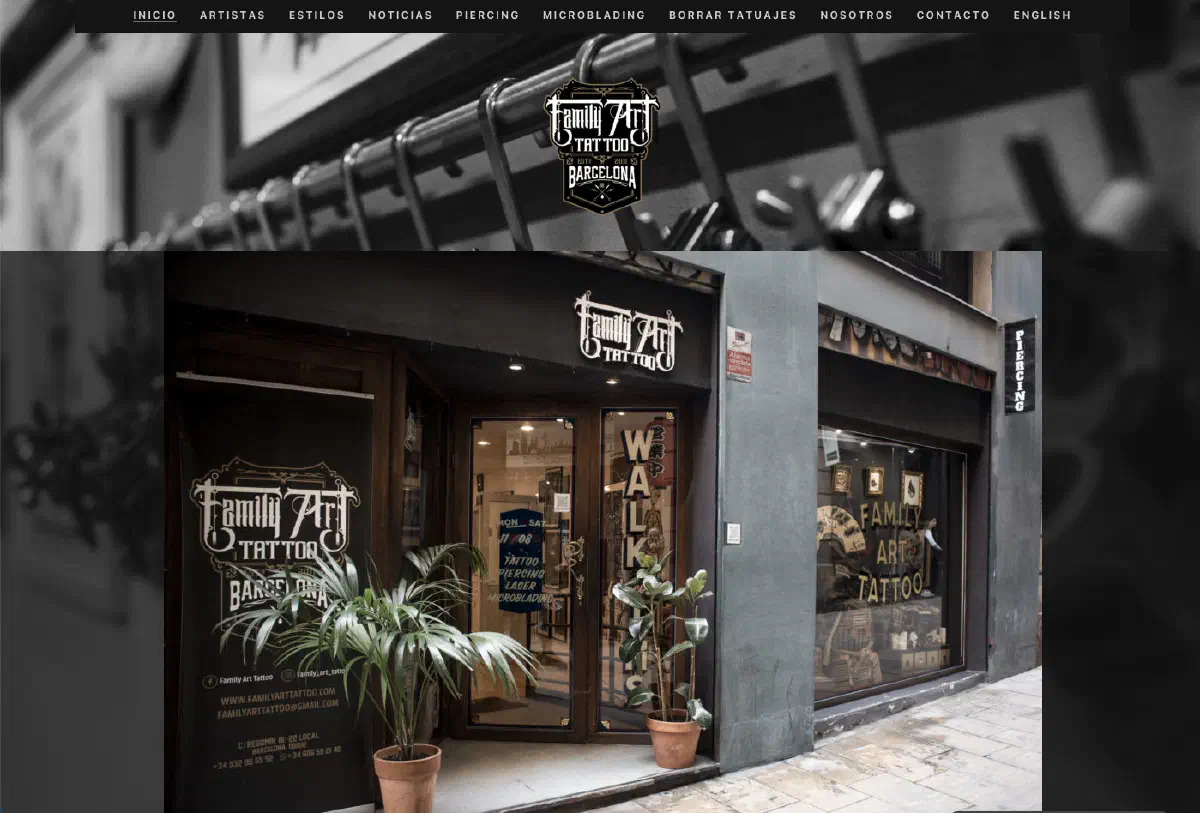 INICIO ARTISTAS ESTILOS NOTICIAS PIERCING MICROBLADING BORRAR TATUAJES NOSOTROS CONTACTO ENGLISH
Family Art
TATTOO
BARCELONA
Family Art
TATTOO
PIERCING
Family Art
TATTOO
BARCELONA
Family Art Tattoo
WWW.FAMILYARTTATTOO.COM
FAMILYARTTATTOO@GMAIL.COM
MON SAT
TATTOO
PIERCING
LASER
MICROBLADING
WALK
FAMILY
ART
TATTOO